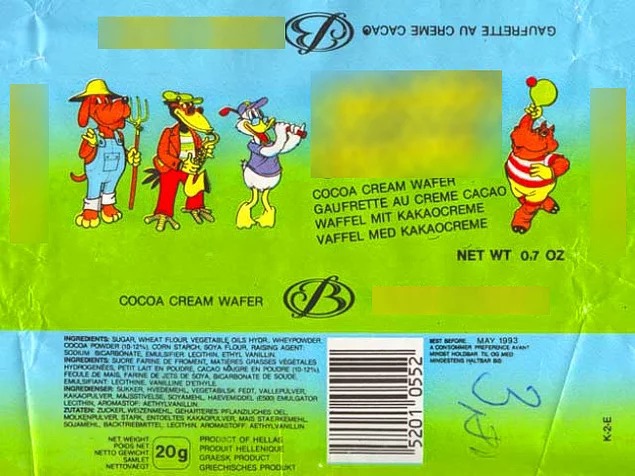 GAUFRETTE AU CREME CACAO
COCOA CREAM WAFER
GAUFRETTE AU CREME CACAO
WAFFEL MIT KAKAOCREME
VAFFEL MED KAKAOCREME
NET WT 0.7 OZ
COCOA CREAM WAFER
B
INGREDIENTS: SUGAR, WHEAT FLOUR, VEGETABLE OILS HYDR., WHEYPOWDER,
COCOA POWDER (10-12%), CORN STARCH, SOYA FLOUR, RAISING AGENT:
SODIUM BICARBONATE, EMULSIFIER LECITHIN, ETHYL VANILLIN.
INGREDIENTS: SUCRE FARINE DE FROMENT, MATIÈRES GRASSES VÉGÉTALES
HYDROGENÉES, PETIT LAIT EN POUDRE, CACAO MAIGRE EN POUDRE (10-12%),
FECULE DE MAIS, FARINE DE JETS DE SOYA, BICARBONATE DE SOUDE,
EMULSIFIANT: LECITHINE, VANILLINE D'ETHYLE.
INGREDIENSER: SUKKER, HVEDEMEHL, VEGETABILSK FEDT, VALLEPULVER,
KAKAOPULVER, MAJSSTIVELSE, SOYAMEHL, HAEVEMIDDEL (E500) EMULGATOR
LECITHIN, AROMASTOF: AETHYLVANILLIN.
ZUTATEN: ZUCKER, WEIZENMEHL, GEHAERTETES PFLANZLICHES OEL,
MOLKENPULVER, STARK, ENTOELTES KAKAOPULVER, MAIS STAERKEMEHL,
SOJAMEHL, BACKTRIEBMITTEL, LECITHIN, AROMASTOFF: AETHYLVANILLIN
NET WEIGHT
POIDS NET
NETTO GEWICHT
SAMLET
NETTOVAEGT
20g
PRODUCT OF HELLAS
PRODUIT HELLENIQUE
GRAESK PRODUCT
GRIECHISCHES PRODUKT
5201 0552
BEST BEFORE MAY 1993
A CONSOMMER PREFERENCE AVANT
MINDST HOLDBAR TIL OG MED
MINDESTENS HALTBAR BIS
K-2-E